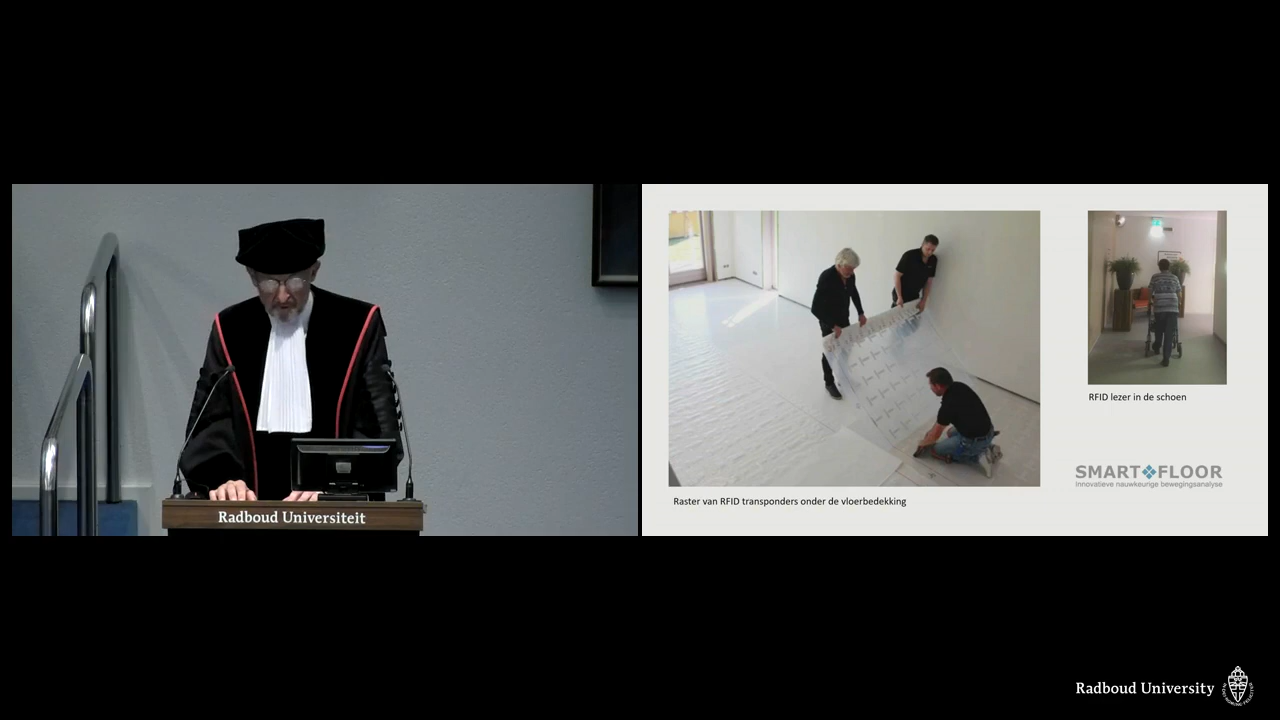 Radboud Universiteit
Raster van RFID transponders onder de vloerbedekking
RFID lezer in de schoen
SMART FLOOR
Innovatieve nauwkeurige bewegingsanalyse
Radboud University